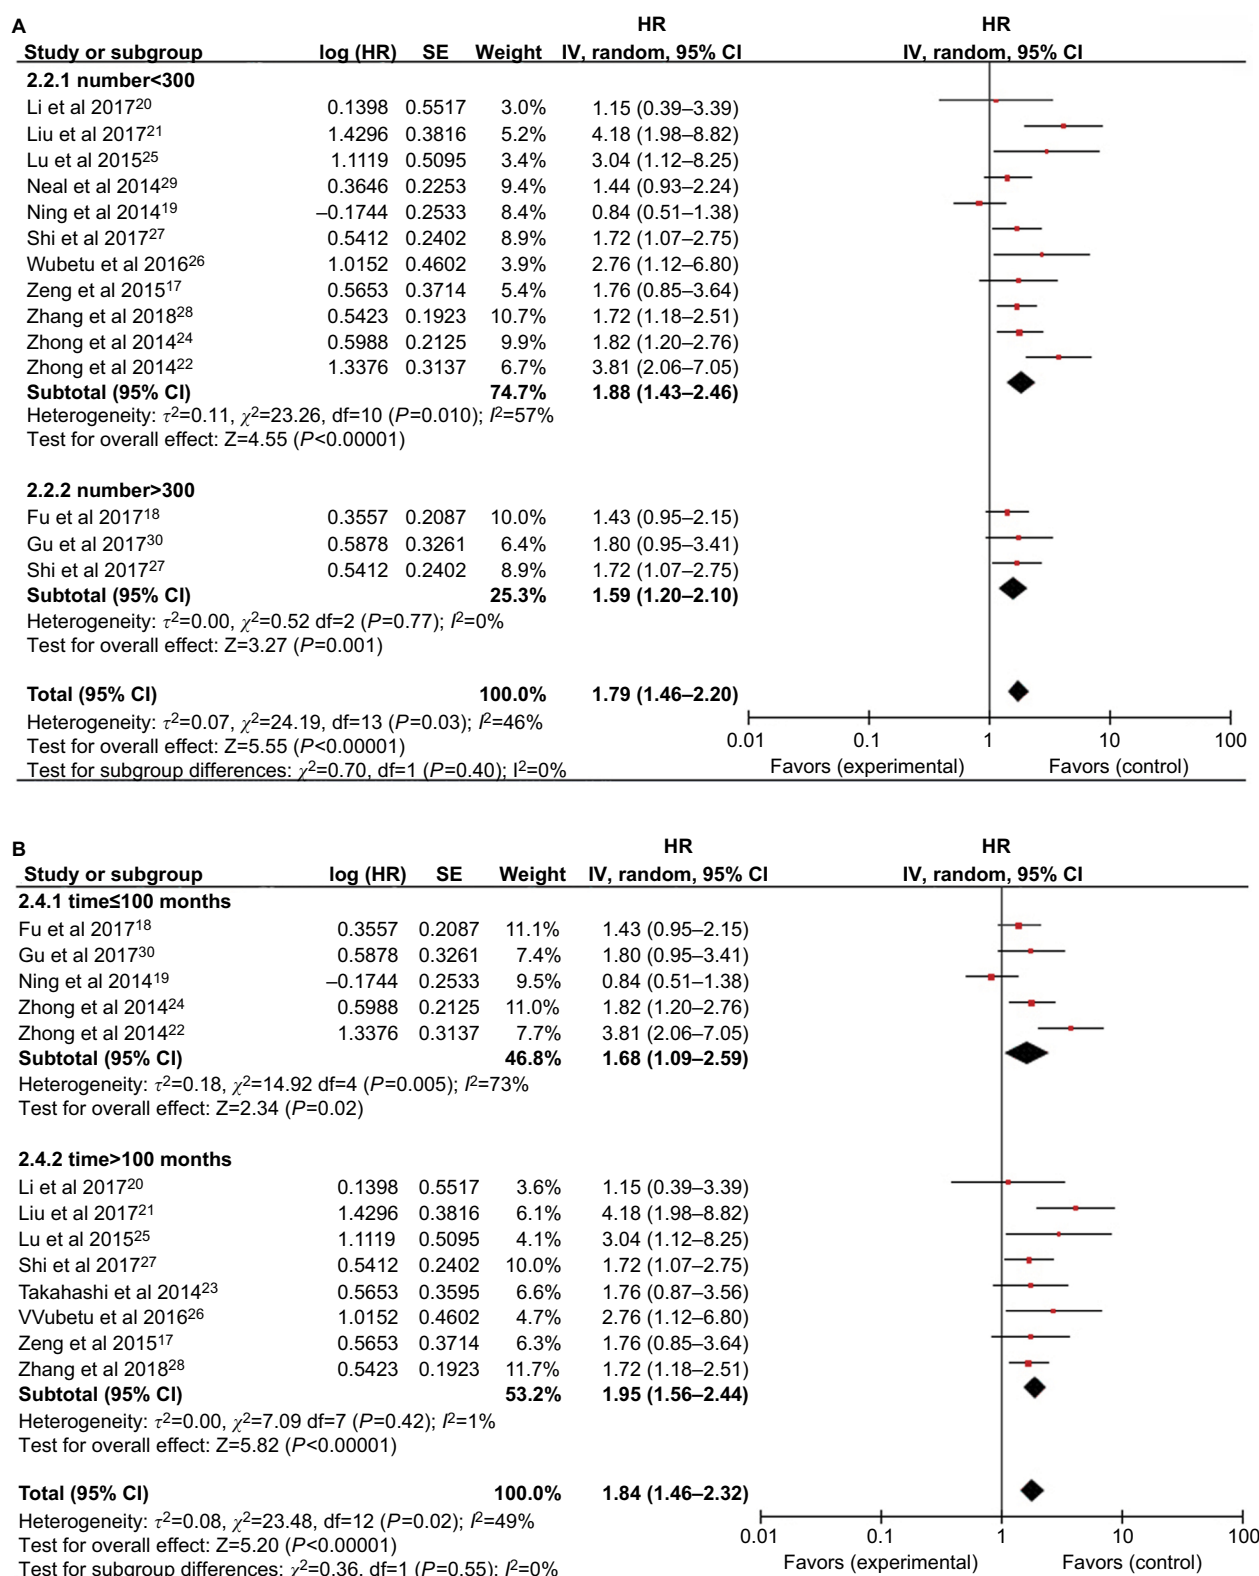 A
HR HR
Study or subgroup log (HR) SE Weight IV, random, 95% CI IV, random, 95% CI
2.2.1 number<300
Li et al 2017²⁰ 0.1398 0.5517 3.0% 1.15 (0.39–3.39)
Liu et al 2017²¹ 1.4296 0.3816 5.2% 4.18 (1.98–8.82)
Lu et al 2015²⁵ 1.1119 0.5095 3.4% 3.04 (1.12–8.25)
Neal et al 2014²⁹ 0.3646 0.2253 9.4% 1.44 (0.93–2.24)
Ning et al 2014¹⁹ –0.1744 0.2533 8.4% 0.84 (0.51–1.38)
Shi et al 2017²⁷ 0.5412 0.2402 8.9% 1.72 (1.07–2.75)
Wubetu et al 2016²⁶ 1.0152 0.4602 3.9% 2.76 (1.12–6.80)
Zeng et al 2015¹⁷ 0.5653 0.3714 5.4% 1.76 (0.85–3.64)
Zhang et al 2018²⁸ 0.5423 0.1923 10.7% 1.72 (1.18–2.51)
Zhong et al 2014²⁴ 0.5988 0.2125 9.9% 1.82 (1.20–2.76)
Zhong et al 2014²² 1.3376 0.3137 6.7% 3.81 (2.06–7.05)
Subtotal (95% CI) 74.7% 1.88 (1.43–2.46)
Heterogeneity: τ²=0.11, χ²=23.26, df=10 (P=0.010); I²=57%
Test for overall effect: Z=4.55 (P<0.00001)
2.2.2 number>300
Fu et al 2017¹⁸ 0.3557 0.2087 10.0% 1.43 (0.95–2.15)
Gu et al 2017³⁰ 0.5878 0.3261 6.4% 1.80 (0.95–3.41)
Shi et al 2017²⁷ 0.5412 0.2402 8.9% 1.72 (1.07–2.75)
Subtotal (95% CI) 25.3% 1.59 (1.20–2.10)
Heterogeneity: τ²=0.00, χ²=0.52 df=2 (P=0.77); I²=0%
Test for overall effect: Z=3.27 (P=0.001)
Total (95% CI) 100.0% 1.79 (1.46–2.20)
Heterogeneity: τ²=0.07, χ²=24.19, df=13 (P=0.03); I²=46%
Test for overall effect: Z=5.55 (P<0.00001)
Test for subgroup differences: χ²=0.70, df=1 (P=0.40); I²=0%
0.01 0.1 1 10 100
Favors (experimental) Favors (control)
B
HR HR
Study or subgroup log (HR) SE Weight IV, random, 95% CI IV, random, 95% CI
2.4.1 time≤100 months
Fu et al 2017¹⁸ 0.3557 0.2087 11.1% 1.43 (0.95–2.15)
Gu et al 2017³⁰ 0.5878 0.3261 7.4% 1.80 (0.95–3.41)
Ning et al 2014¹⁹ –0.1744 0.2533 9.5% 0.84 (0.51–1.38)
Zhong et al 2014²⁴ 0.5988 0.2125 11.0% 1.82 (1.20–2.76)
Zhong et al 2014²² 1.3376 0.3137 7.7% 3.81 (2.06–7.05)
Subtotal (95% CI) 46.8% 1.68 (1.09–2.59)
Heterogeneity: τ²=0.18, χ²=14.92 df=4 (P=0.005); I²=73%
Test for overall effect: Z=2.34 (P=0.02)
2.4.2 time>100 months
Li et al 2017²⁰ 0.1398 0.5517 3.6% 1.15 (0.39–3.39)
Liu et al 2017²¹ 1.4296 0.3816 6.1% 4.18 (1.98–8.82)
Lu et al 2015²⁵ 1.1119 0.5095 4.1% 3.04 (1.12–8.25)
Shi et al 2017²⁷ 0.5412 0.2402 10.0% 1.72 (1.07–2.75)
Takahashi et al 2014²³ 0.5653 0.3595 6.6% 1.76 (0.87–3.56)
VVubetu et al 2016²⁶ 1.0152 0.4602 4.7% 2.76 (1.12–6.80)
Zeng et al 2015¹⁷ 0.5653 0.3714 6.3% 1.76 (0.85–3.64)
Zhang et al 2018²⁸ 0.5423 0.1923 11.7% 1.72 (1.18–2.51)
Subtotal (95% CI) 53.2% 1.95 (1.56–2.44)
Heterogeneity: τ²=0.00, χ²=7.09 df=7 (P=0.42); I²=1%
Test for overall effect: Z=5.82 (P<0.00001)
Total (95% CI) 100.0% 1.84 (1.46–2.32)
Heterogeneity: τ²=0.08, χ²=23.48, df=12 (P=0.02); I²=49%
Test for overall effect: Z=5.20 (P<0.00001)
Test for subgroup differences: χ²=0.36, df=1 (P=0.55); I²=0%
0.01 0.1 1 10 100
Favors (experimental) Favors (control)